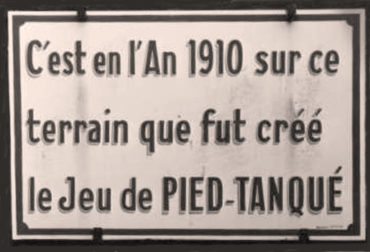 C'est en l'An 1910 sur ce
terrain que fut créé
le Jeu de PIED-TANQUÉ